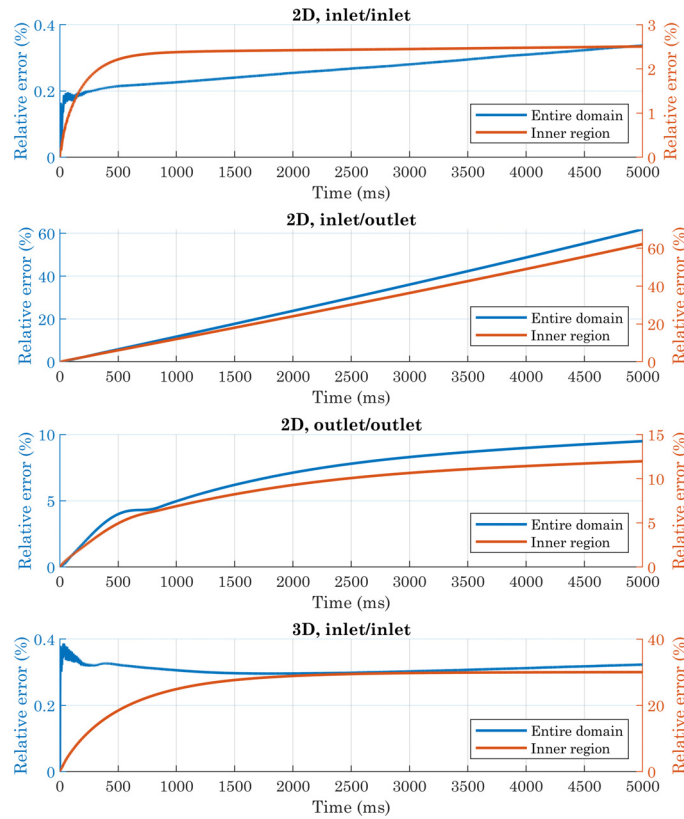 2D, inlet/inlet
Relative error (%)
0.4
0.2
0
3
2
1
0
Relative error (%)
Entire domain
Inner region
0 500 1000 1500 2000 2500 3000 3500 4000 4500 5000
Time (ms)
2D, inlet/outlet
Relative error (%)
60
40
20
0
60
40
20
0
Relative error (%)
Entire domain
Inner region
0 500 1000 1500 2000 2500 3000 3500 4000 4500 5000
Time (ms)
2D, outlet/outlet
Relative error (%)
10
5
0
15
10
5
0
Relative error (%)
Entire domain
Inner region
0 500 1000 1500 2000 2500 3000 3500 4000 4500 5000
Time (ms)
3D, inlet/inlet
Relative error (%)
0.4
0.2
0
40
30
20
10
0
Relative error (%)
Entire domain
Inner region
0 500 1000 1500 2000 2500 3000 3500 4000 4500 5000
Time (ms)